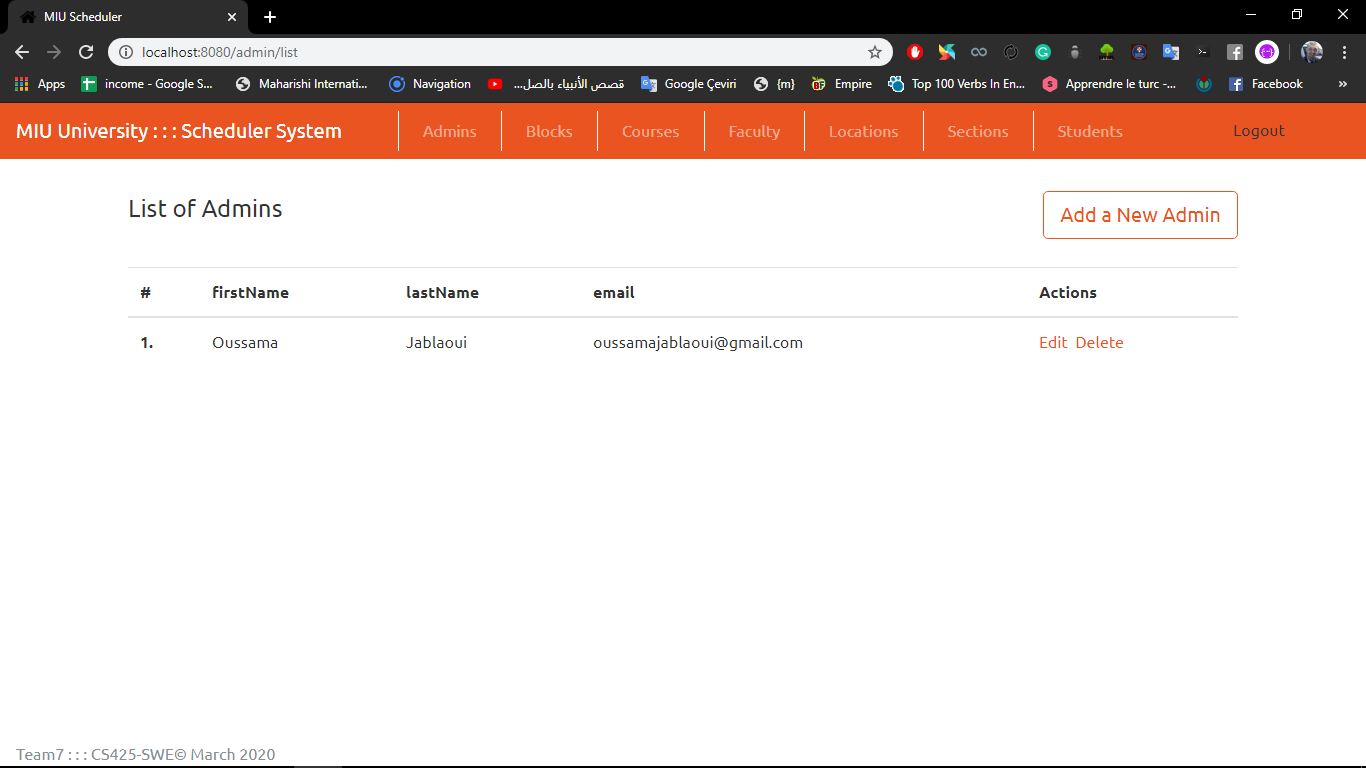 MIU Scheduler
localhost:8080/admin/list
Apps income - Google S... Maharishi Internati... Navigation قصص الأنبياء بالصل... Google Çeviri {m} Empire Top 100 Verbs In En... Apprendre le turc -... Facebook »
MIU University : : : Scheduler System Admins Blocks Courses Faculty Locations Sections Students Logout
List of Admins Add a New Admin
# firstName lastName email Actions
1. Oussama Jablaoui oussamajablaoui@gmail.com Edit Delete
Team7 : : : CS425-SWE© March 2020